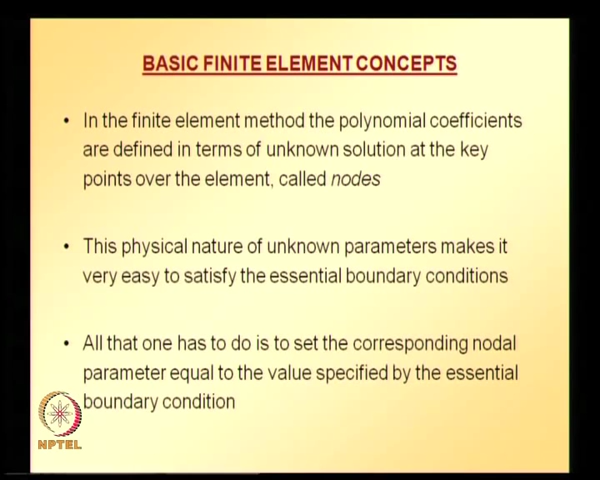 BASIC FINITE ELEMENT CONCEPTS
• In the finite element method the polynomial coefficients
are defined in terms of unknown solution at the key
points over the element, called nodes
• This physical nature of unknown parameters makes it
very easy to satisfy the essential boundary conditions
• All that one has to do is to set the corresponding nodal
parameter equal to the value specified by the essential
boundary condition
NPTEL